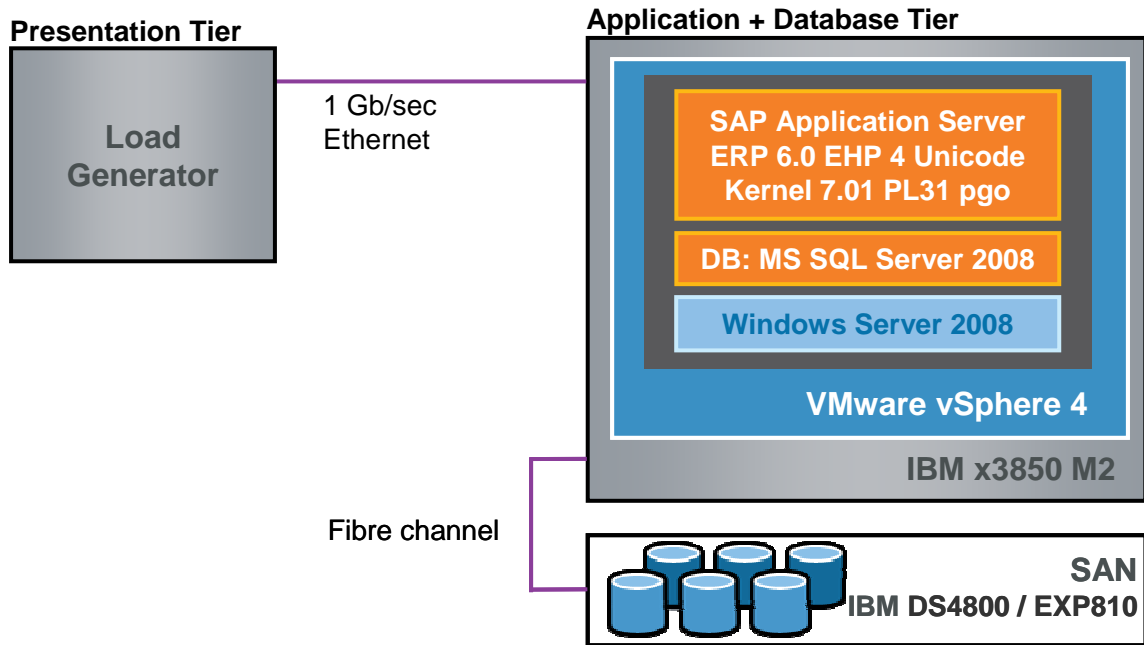 Presentation Tier
Load
Generator
1 Gb/sec
Ethernet
Application + Database Tier
SAP Application Server
ERP 6.0 EHP 4 Unicode
Kernel 7.01 PL31 pgo
DB: MS SQL Server 2008
Windows Server 2008
VMware vSphere 4
IBM x3850 M2
Fibre channel
SAN
IBM DS4800 / EXP810